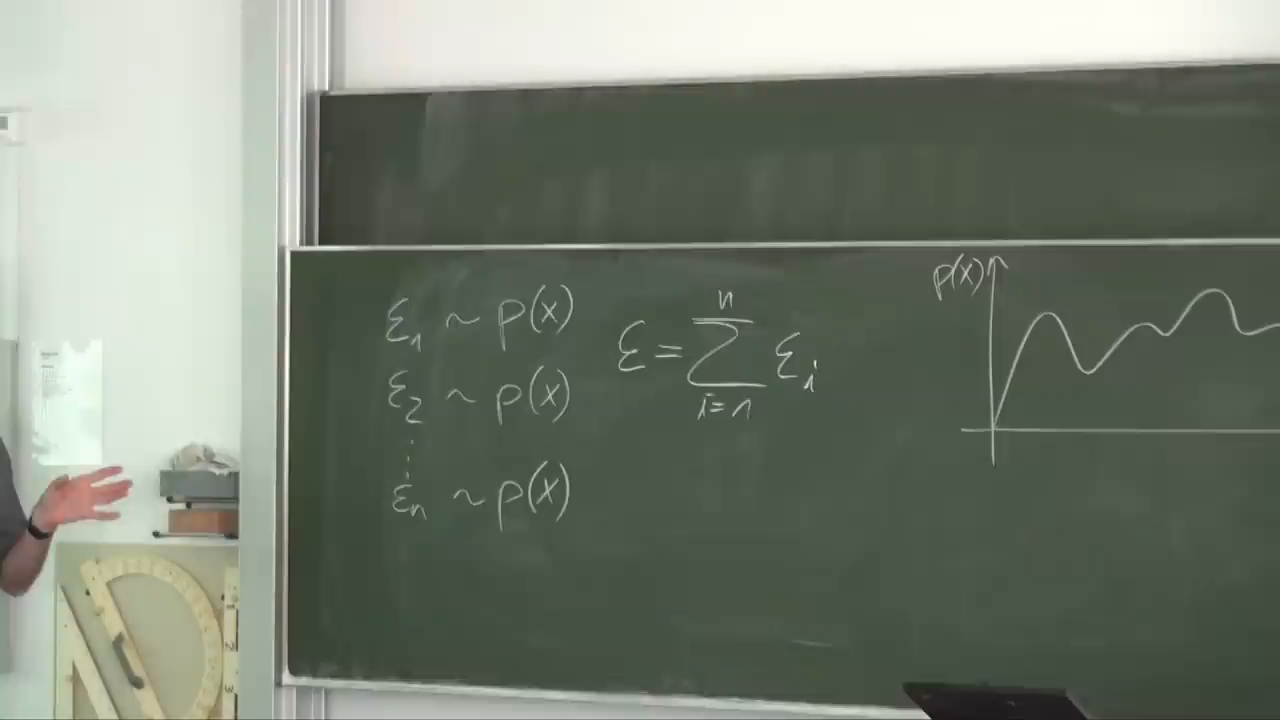 ε₁ ~ p(x)
ε₂ ~ p(x)
⋮
εₙ ~ p(x)
ε = ∑ᵢ₌₁ⁿ εᵢ
p(x)